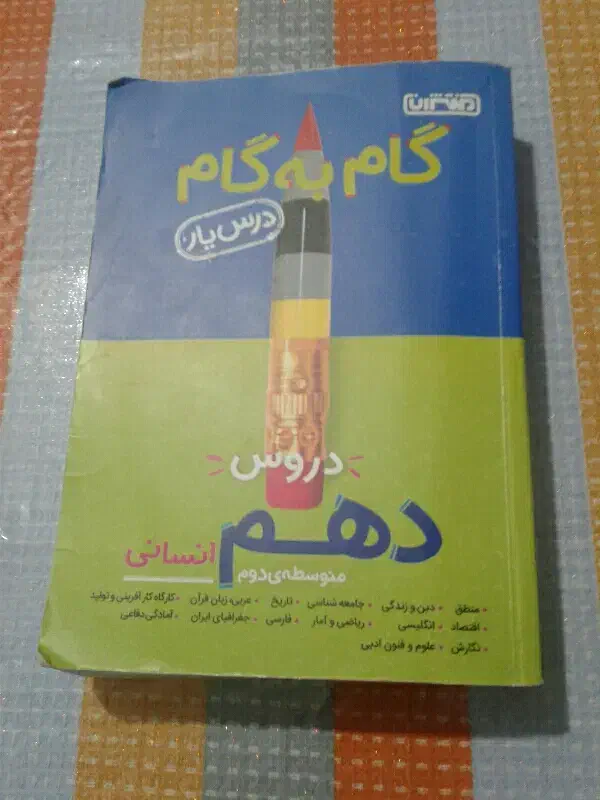 منتشران
گام به گام
درس یار
دروس
دهم انسانی
متوسطه‌ی دوم
• منطق • دین و زندگی • جامعه شناسی • تاریخ • عربی، زبان قرآن • کارگاه کارآفرینی و تولید
• اقتصاد • انگلیسی • ریاضی و آمار • فارسی • جغرافیای ایران • آمادگی دفاعی
• نگارش • علوم و فنون ادبی